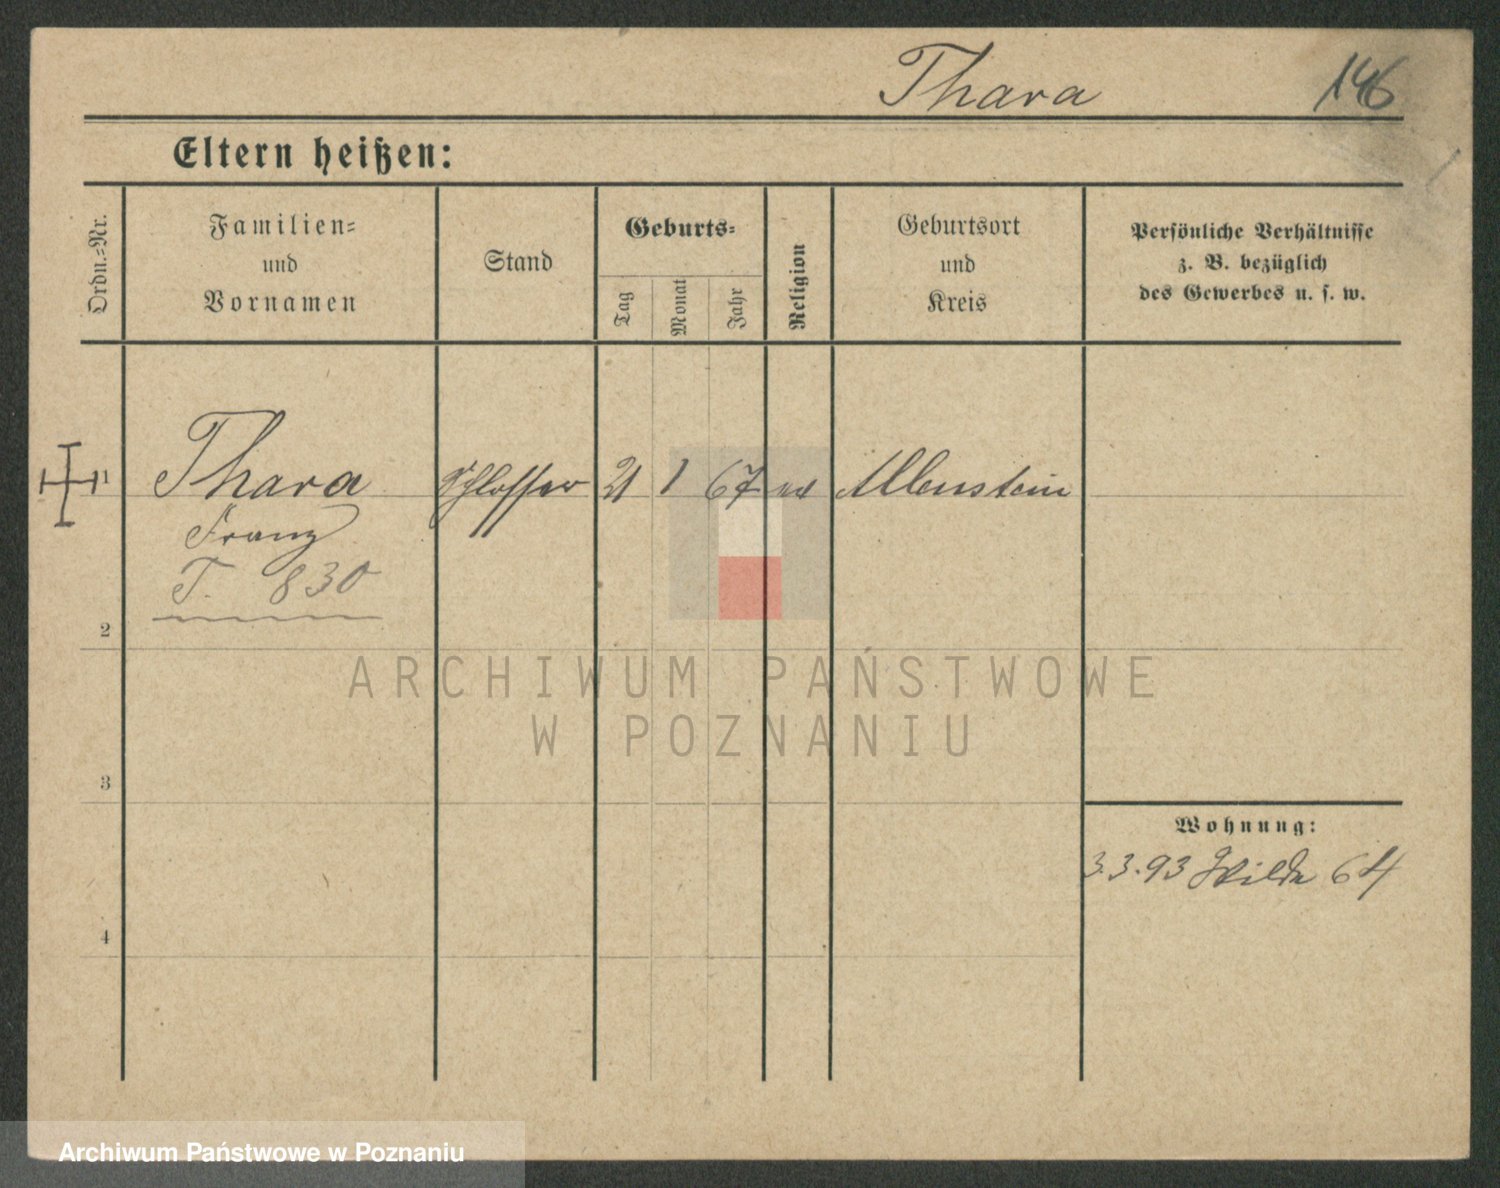 Thara 146
Eltern heißen:
Ordn.-Nr.
Familien-
und
Vornamen
Stand
Geburts-
Tag
Monat
Jahr
Religion
Geburtsort
und
Kreis
Persönliche Verhältnisse
z. B. bezüglich
des Gewerbes u. s. w.
1 Thara Schlosser 21 1 67 Allenstein
Franz
T. 830
2
3
4
Wohnung:
3.3.93 Wilda 64
ARCHIWUM PAŃSTWOWE
W POZNANIU
Archiwum Państwowe w Poznaniu